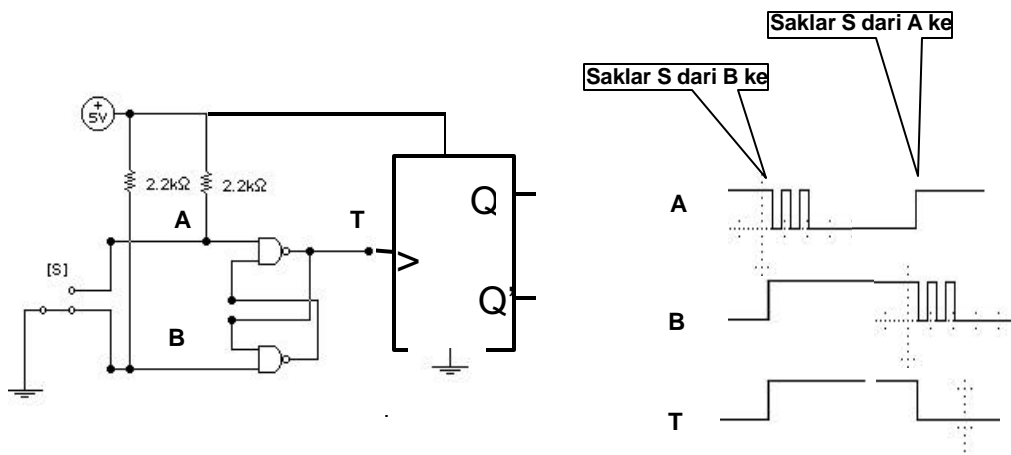 Saklar S dari A ke
Saklar S dari B ke
+
5V
2.2kΩ
2.2kΩ
A
T
[S]
B
>
Q
Q'
A
B
T